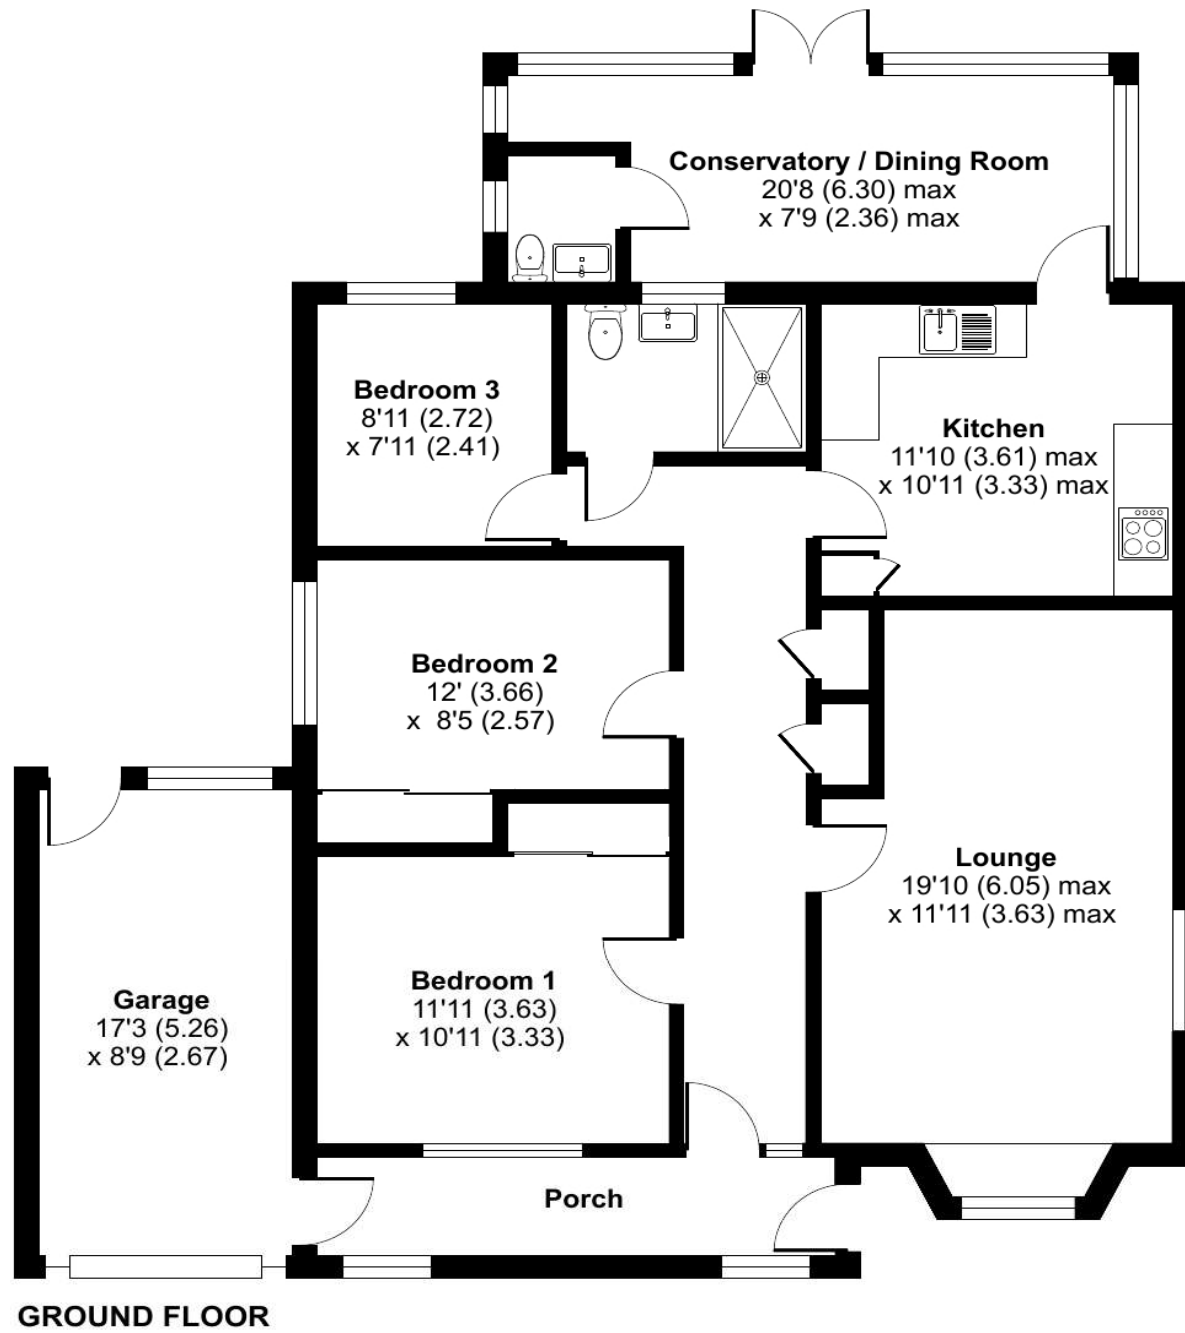 Conservatory / Dining Room
20'8 (6.30) max
x 7'9 (2.36) max
Bedroom 3
8'11 (2.72)
x 7'11 (2.41)
Kitchen
11'10 (3.61) max
x 10'11 (3.33) max
Bedroom 2
12' (3.66)
x 8'5 (2.57)
Lounge
19'10 (6.05) max
x 11'11 (3.63) max
Bedroom 1
11'11 (3.63)
x 10'11 (3.33)
Garage
17'3 (5.26)
x 8'9 (2.67)
Porch
GROUND FLOOR